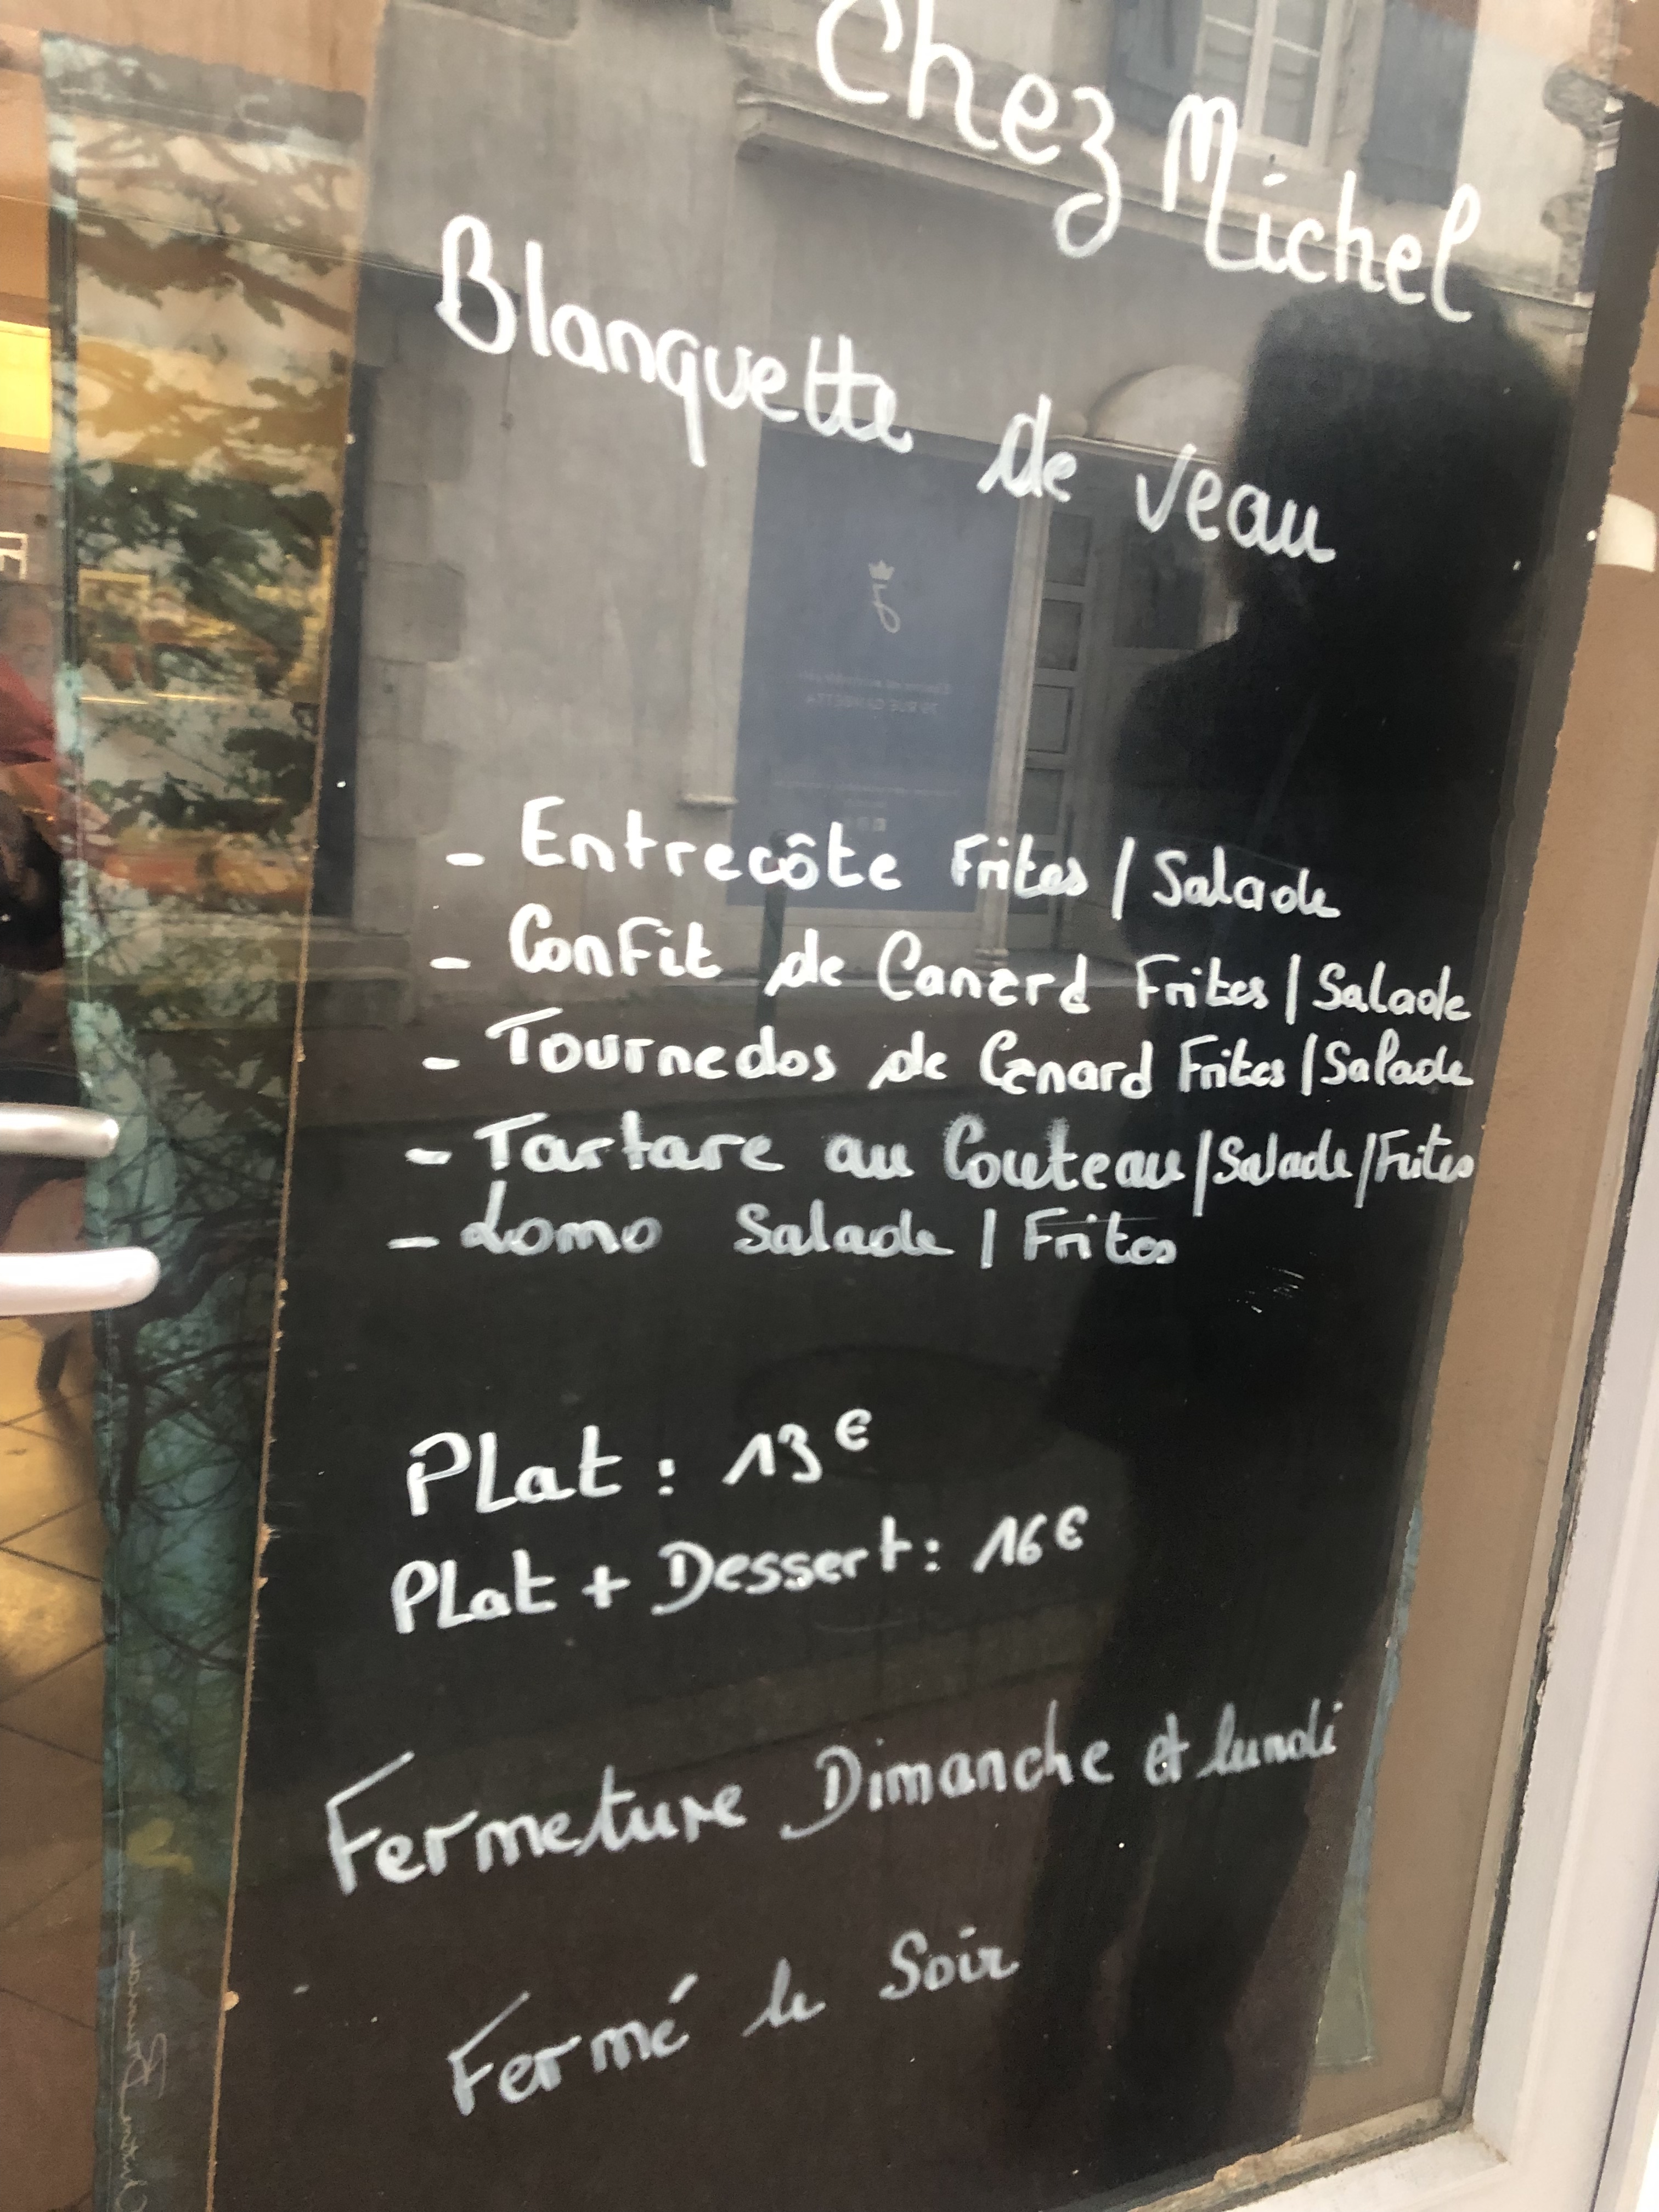 Chez Michel
Blanquette de veau
- Entrecôte Frites / Salade
- Confit de Canard Frites / Salade
- Tournedos de Canard Frites / Salade
- Tartare au Couteau / Salade / Frites
- Lomo Salade / Frites
Plat : 13€
Plat + Dessert : 16€
Fermeture Dimanche et lundi
Fermé le Soir